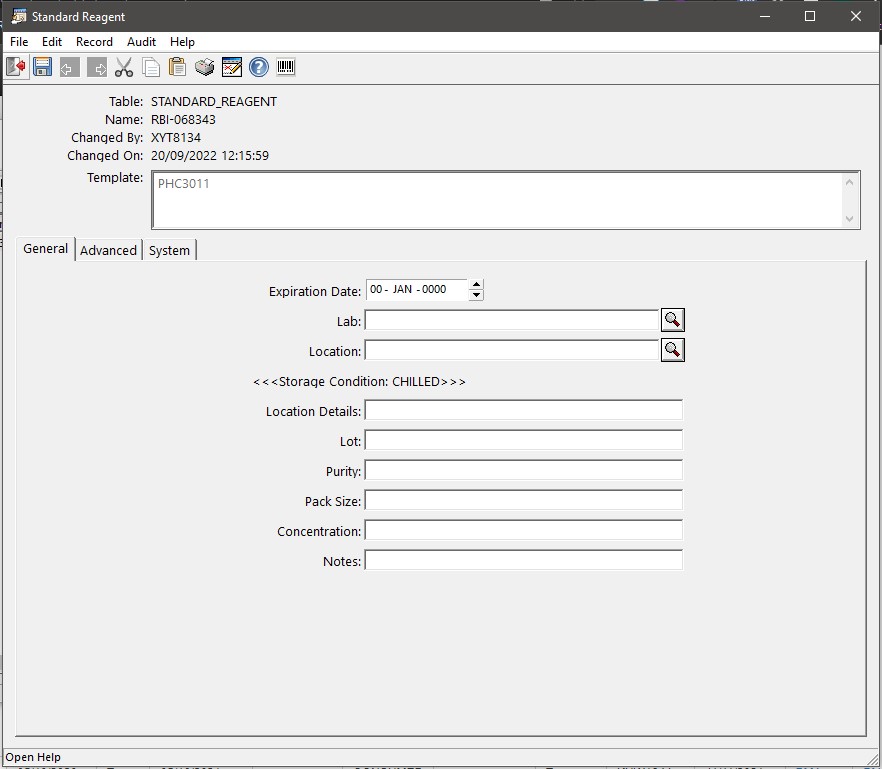 Standard Reagent
File Edit Record Audit Help
Table: STANDARD_REAGENT
Name: RBI-068343
Changed By: XYT8134
Changed On: 20/09/2022 12:15:59
Template: PHC3011
General Advanced System
Expiration Date: 00 - JAN - 0000
Lab:
Location:
<<<Storage Condition: CHILLED>>>
Location Details:
Lot:
Purity:
Pack Size:
Concentration:
Notes:
Open Help